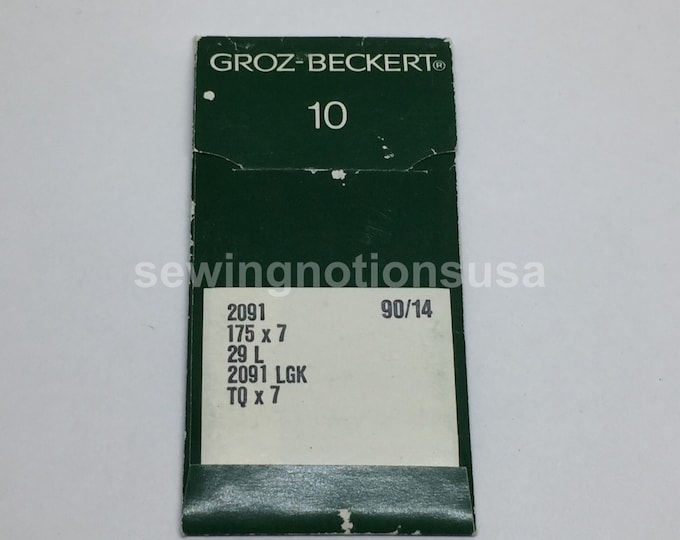 GROZ-BECKERT®
10
sewingnotionsusa
2091 90/14
175 x 7
29 L
2091 LGK
TQ x 7